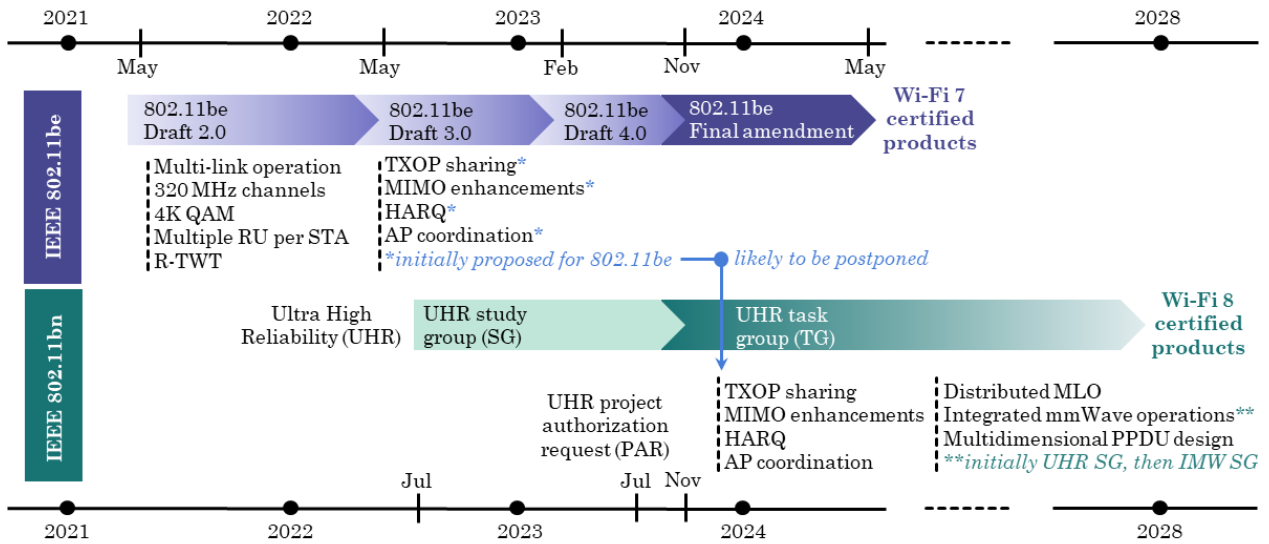 2021
2022
2023
2024
2028
May
May
Feb
Nov
May
IEEE 802.11be
802.11be
Draft 2.0
802.11be
Draft 3.0
802.11be
Draft 4.0
802.11be
Final amendment
Wi-Fi 7
certified
products
Multi-link operation
320 MHz channels
4K QAM
Multiple RU per STA
R-TWT
TXOP sharing*
MIMO enhancements*
HARQ*
AP coordination*
*initially proposed for 802.11be
likely to be postponed
IEEE 802.11bn
Ultra High
Reliability (UHR)
UHR study
group (SG)
UHR task
group (TG)
Wi-Fi 8
certified
products
UHR project
authorization
request (PAR)
TXOP sharing
MIMO enhancements
HARQ
AP coordination
Distributed MLO
Integrated mmWave operations**
Multidimensional PPDU design
**initially UHR SG, then IMW SG
Jul
Jul
Nov
2021
2022
2023
2024
2028